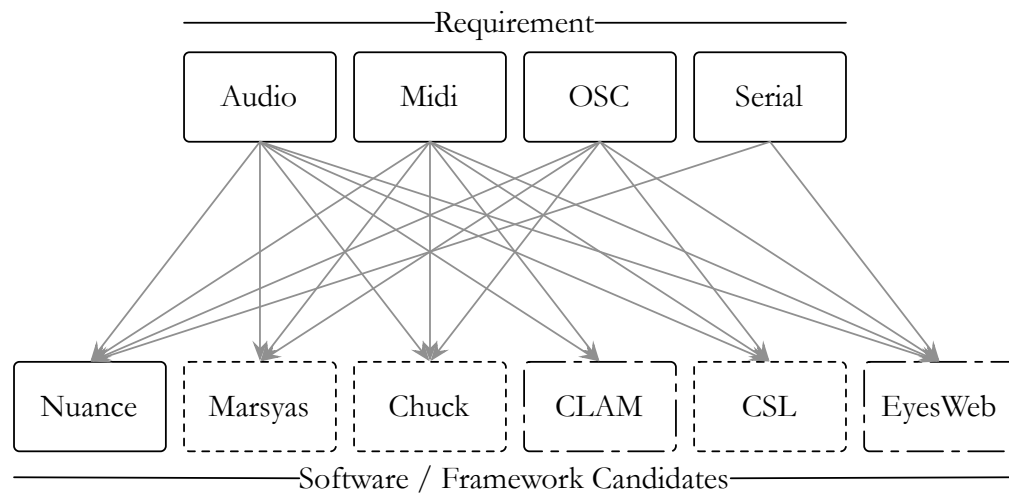 Requirement
Audio Midi OSC Serial
Nuance Marsyas Chuck CLAM CSL EyesWeb
Software / Framework Candidates